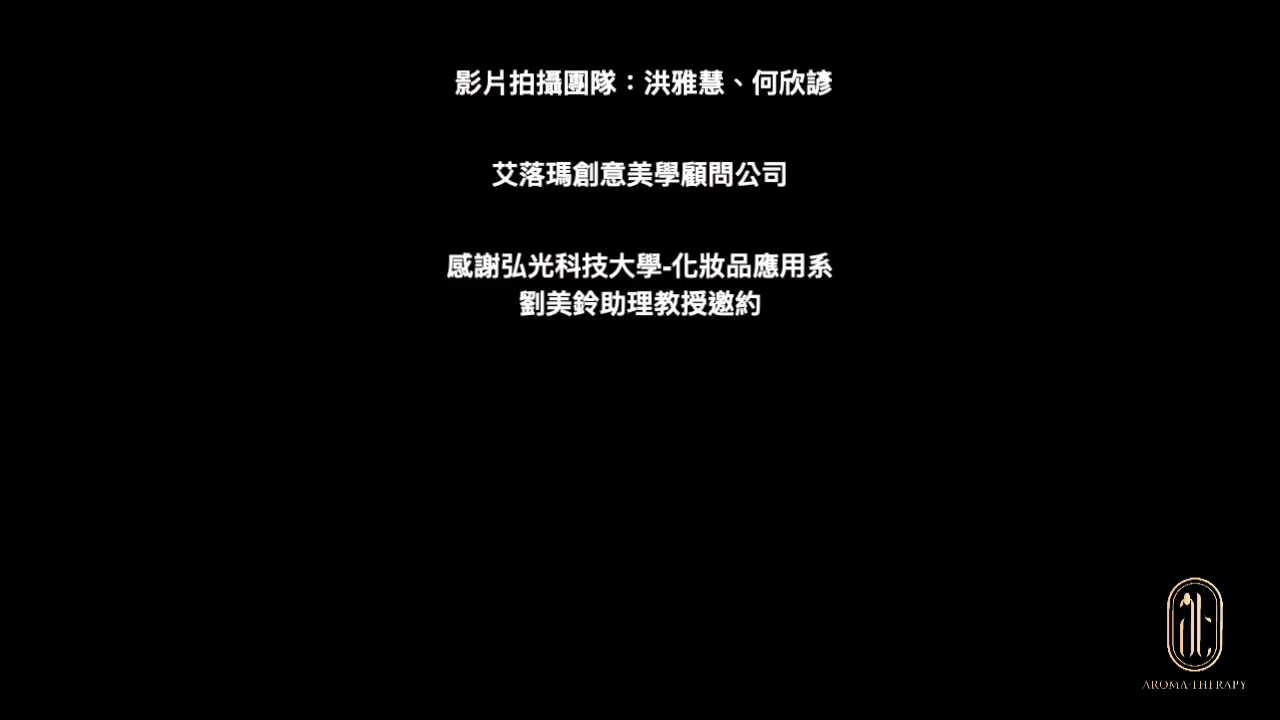 影片拍攝團隊：洪雅慧、何欣諺
艾落瑪創意美學顧問公司
感謝弘光科技大學-化妝品應用系
劉美鈴助理教授邀約
AROMA·THERAPY